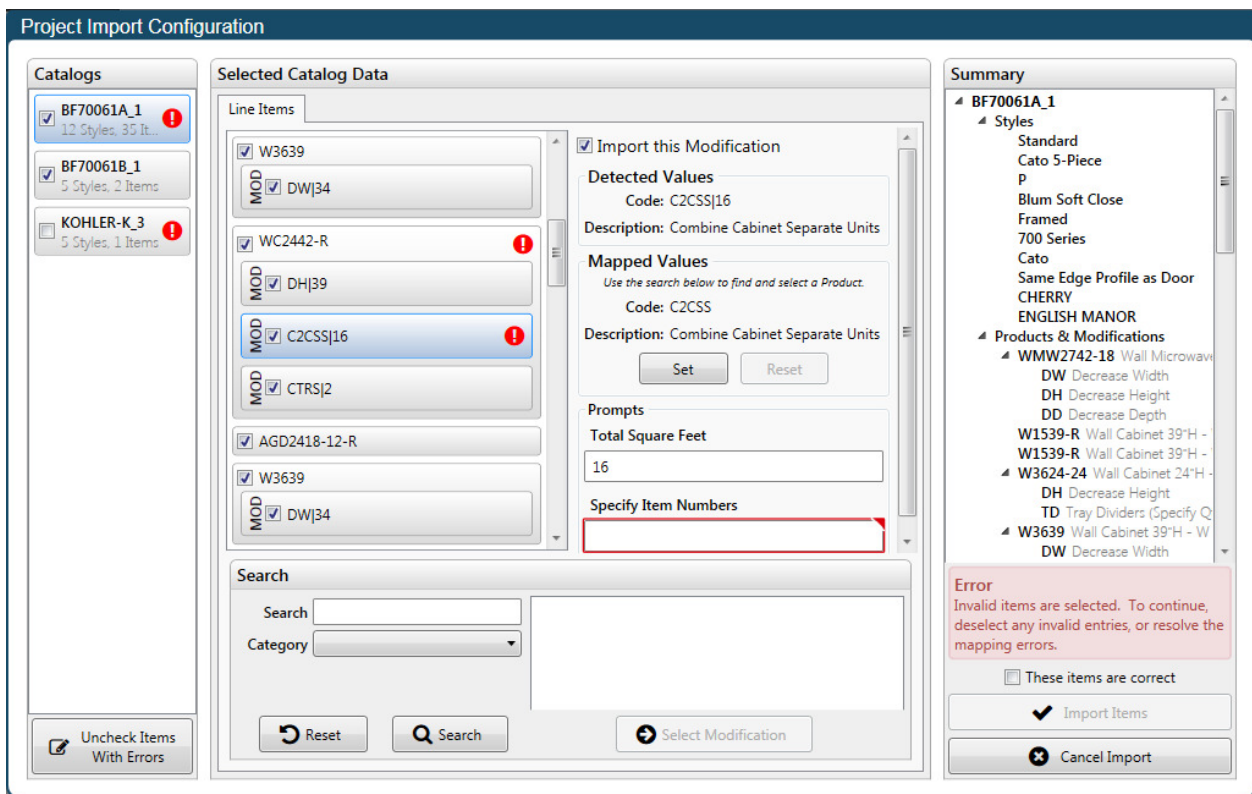 Project Import Configuration
Catalogs
BF70061A_1
12 Styles, 35 It...
BF70061B_1
5 Styles, 2 Items
KOHLER-K_3
5 Styles, 1 Items
Uncheck Items
With Errors
Selected Catalog Data
Line Items
W3639
MOD DW|34
WC2442-R
MOD DH|39
MOD C2CSS|16
MOD CTRS|2
AGD2418-12-R
W3639
MOD DW|34
Import this Modification
Detected Values
Code: C2CSS|16
Description: Combine Cabinet Separate Units
Mapped Values
Use the search below to find and select a Product.
Code: C2CSS
Description: Combine Cabinet Separate Units
Set Reset
Prompts
Total Square Feet
16
Specify Item Numbers
Search
Search
Category
Reset Search Select Modification
Summary
BF70061A_1
Styles
Standard
Cato 5-Piece
P
Blum Soft Close
Framed
700 Series
Cato
Same Edge Profile as Door
CHERRY
ENGLISH MANOR
Products & Modifications
WMW2742-18 Wall Microwave
DW Decrease Width
DH Decrease Height
DD Decrease Depth
W1539-R Wall Cabinet 39"H -
W1539-R Wall Cabinet 39"H -
W3624-24 Wall Cabinet 24"H -
DH Decrease Height
TD Tray Dividers (Specify Q
W3639 Wall Cabinet 39"H - W
DW Decrease Width
Error
Invalid items are selected. To continue,
deselect any invalid entries, or resolve the
mapping errors.
These items are correct
Import Items
Cancel Import